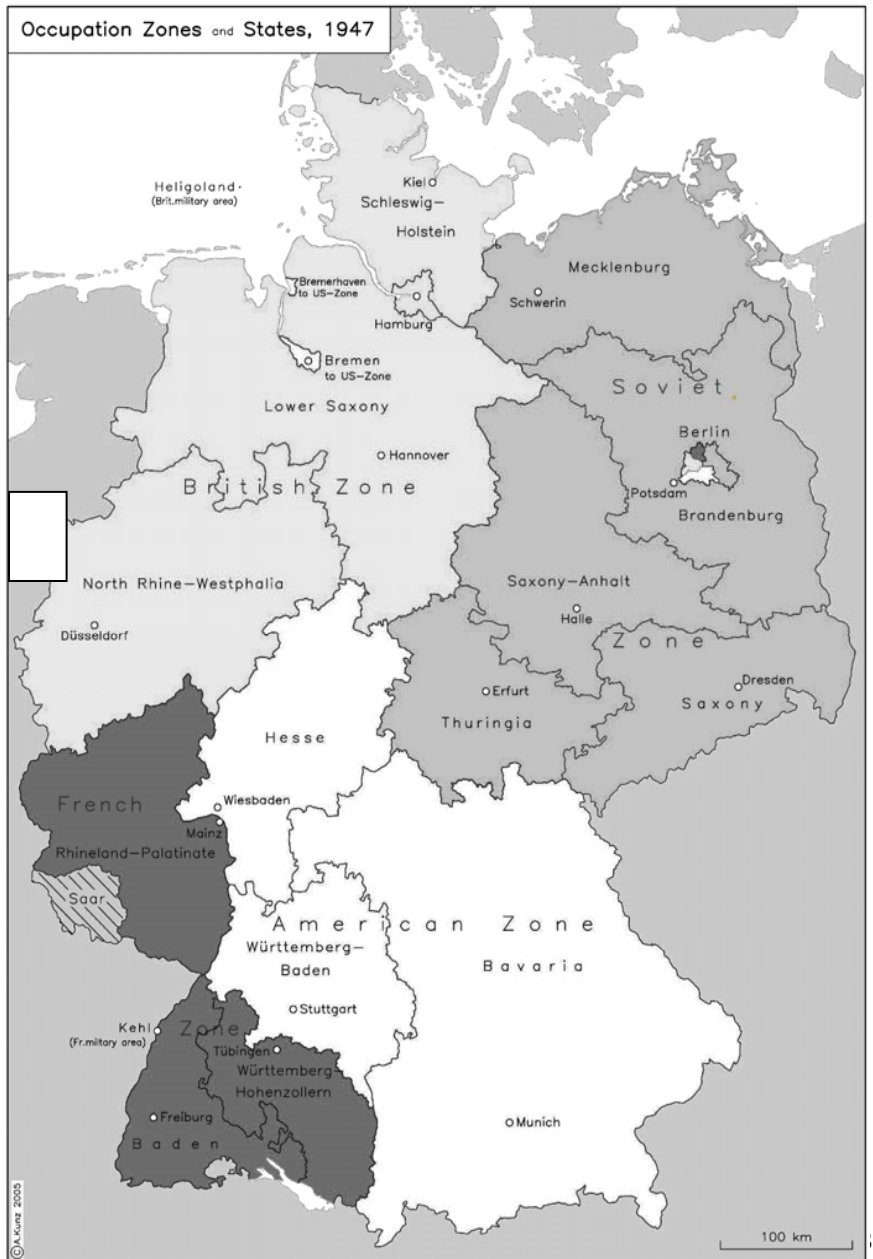 Occupation Zones and States, 1947
Heligoland
(Brit.military area)
Kiel
Schleswig–
Holstein
Mecklenburg
Schwerin
Bremerhaven
to US–Zone
Hamburg
Bremen
to US–Zone
Lower Saxony
Soviet
Berlin
Hannover
British Zone
Potsdam
Brandenburg
North Rhine–Westphalia
Saxony–Anhalt
Halle
Düsseldorf
Zone
Dresden
Erfurt
Saxony
Thuringia
Hesse
French
Wiesbaden
Mainz
Rhineland–Palatinate
Saar
American Zone
Württemberg–
Baden
Bavaria
Stuttgart
Kehl
(Fr.military area)
Zone
Tübingen
Württemberg–
Hohenzollern
Freiburg
Baden
Munich
©A.Kunz 2005
100 km